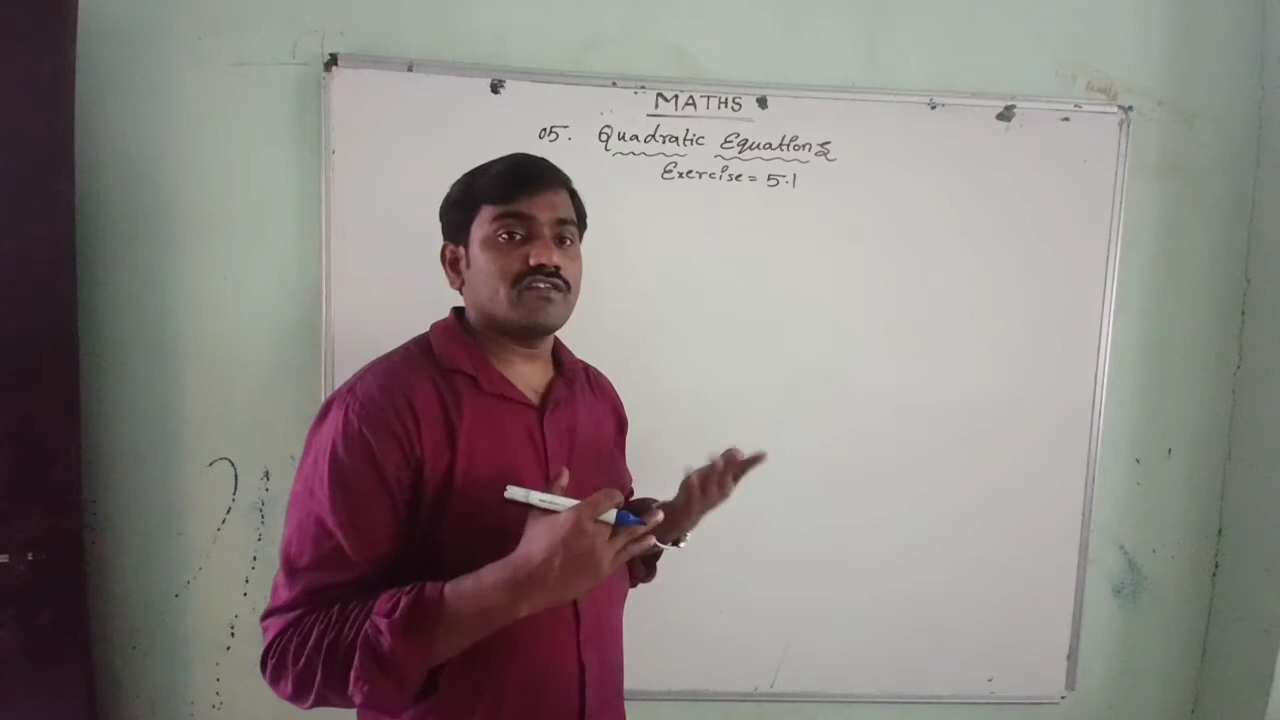 MATHS
05. Quadratic Equations
Exercise = 5.1